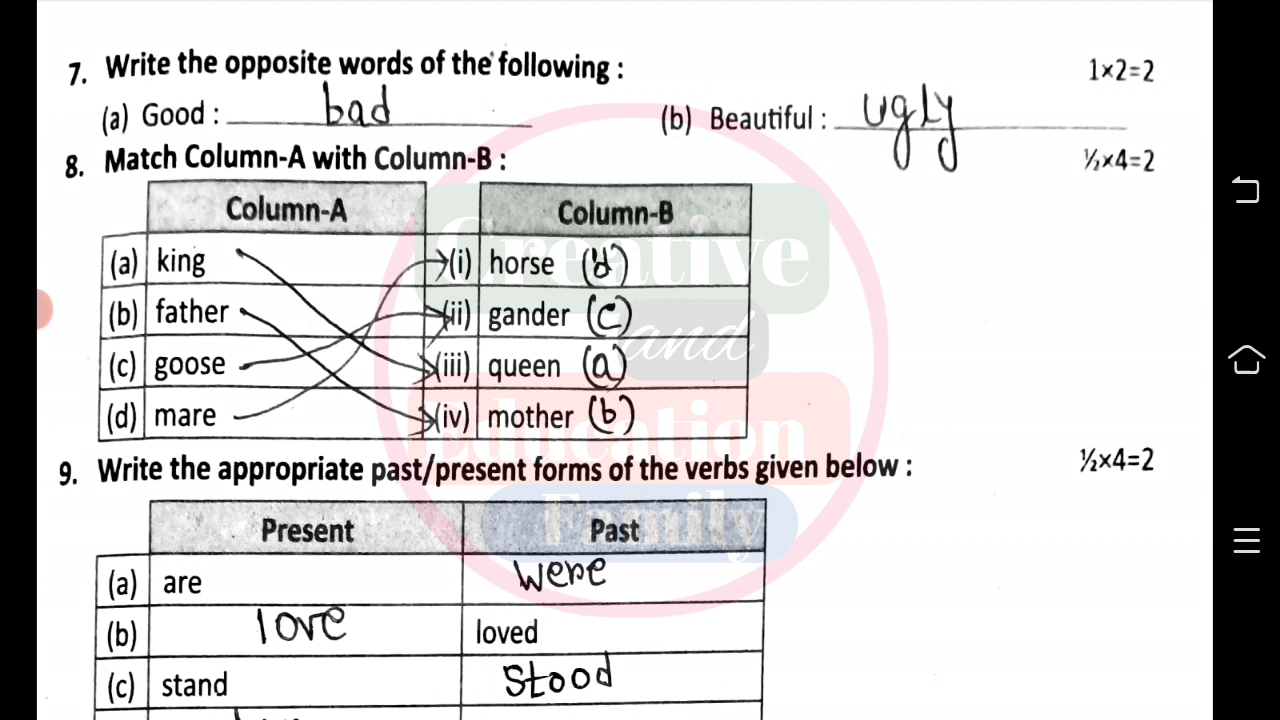 7. Write the opposite words of the following : 1×2=2
(a) Good : bad (b) Beautiful : ugly
8. Match Column-A with Column-B : ½×4=2
Column-A Column-B
(a) king (i) horse (d)
(b) father (ii) gander (c)
(c) goose (iii) queen (a)
(d) mare (iv) mother (b)
9. Write the appropriate past/present forms of the verbs given below : ½×4=2
Present Past
(a) are were
(b) love loved
(c) stand stood
Creative
and
Education
Family